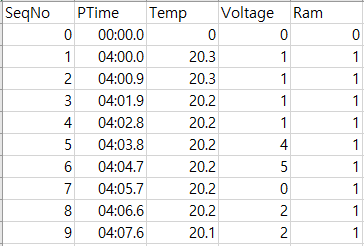 SeqNo PTime Temp Voltage Ram
0 00:00.0 0 0 0
1 04:00.0 20.3 1 1
2 04:00.9 20.3 1 1
3 04:01.9 20.2 1 1
4 04:02.8 20.2 1 1
5 04:03.8 20.2 4 1
6 04:04.7 20.2 5 1
7 04:05.7 20.2 0 1
8 04:06.6 20.2 2 1
9 04:07.6 20.1 2 1